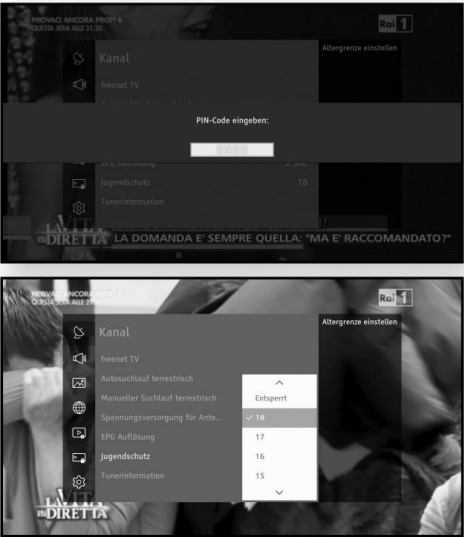 PROVACI ANCORA PROF! 6
QUESTA SERA ALLE 21.20
Rai 1
Altergrenze einstellen
Kanal
freenet TV
PIN-Code eingeben:
EPG Auflösung
Jugendschutz 18
Tunerinformation
LA VITA
IN DIRETTA
LA DOMANDA E' SEMPRE QUELLA: "MA E' RACCOMANDATO?"
PROVACI ANCORA PROF! 6
QUESTA SERA ALLE 21.20
Rai 1
Altergrenze einstellen
Kanal
freenet TV
Autosuchlauf terrestrisch
Manueller Suchlauf terrestrisch
Entsperrt
Spannungsversorgung für Ante...
18
EPG Auflösung
17
Jugendschutz
16
Tunerinformation
15
LA VITA
IN DIRETTA